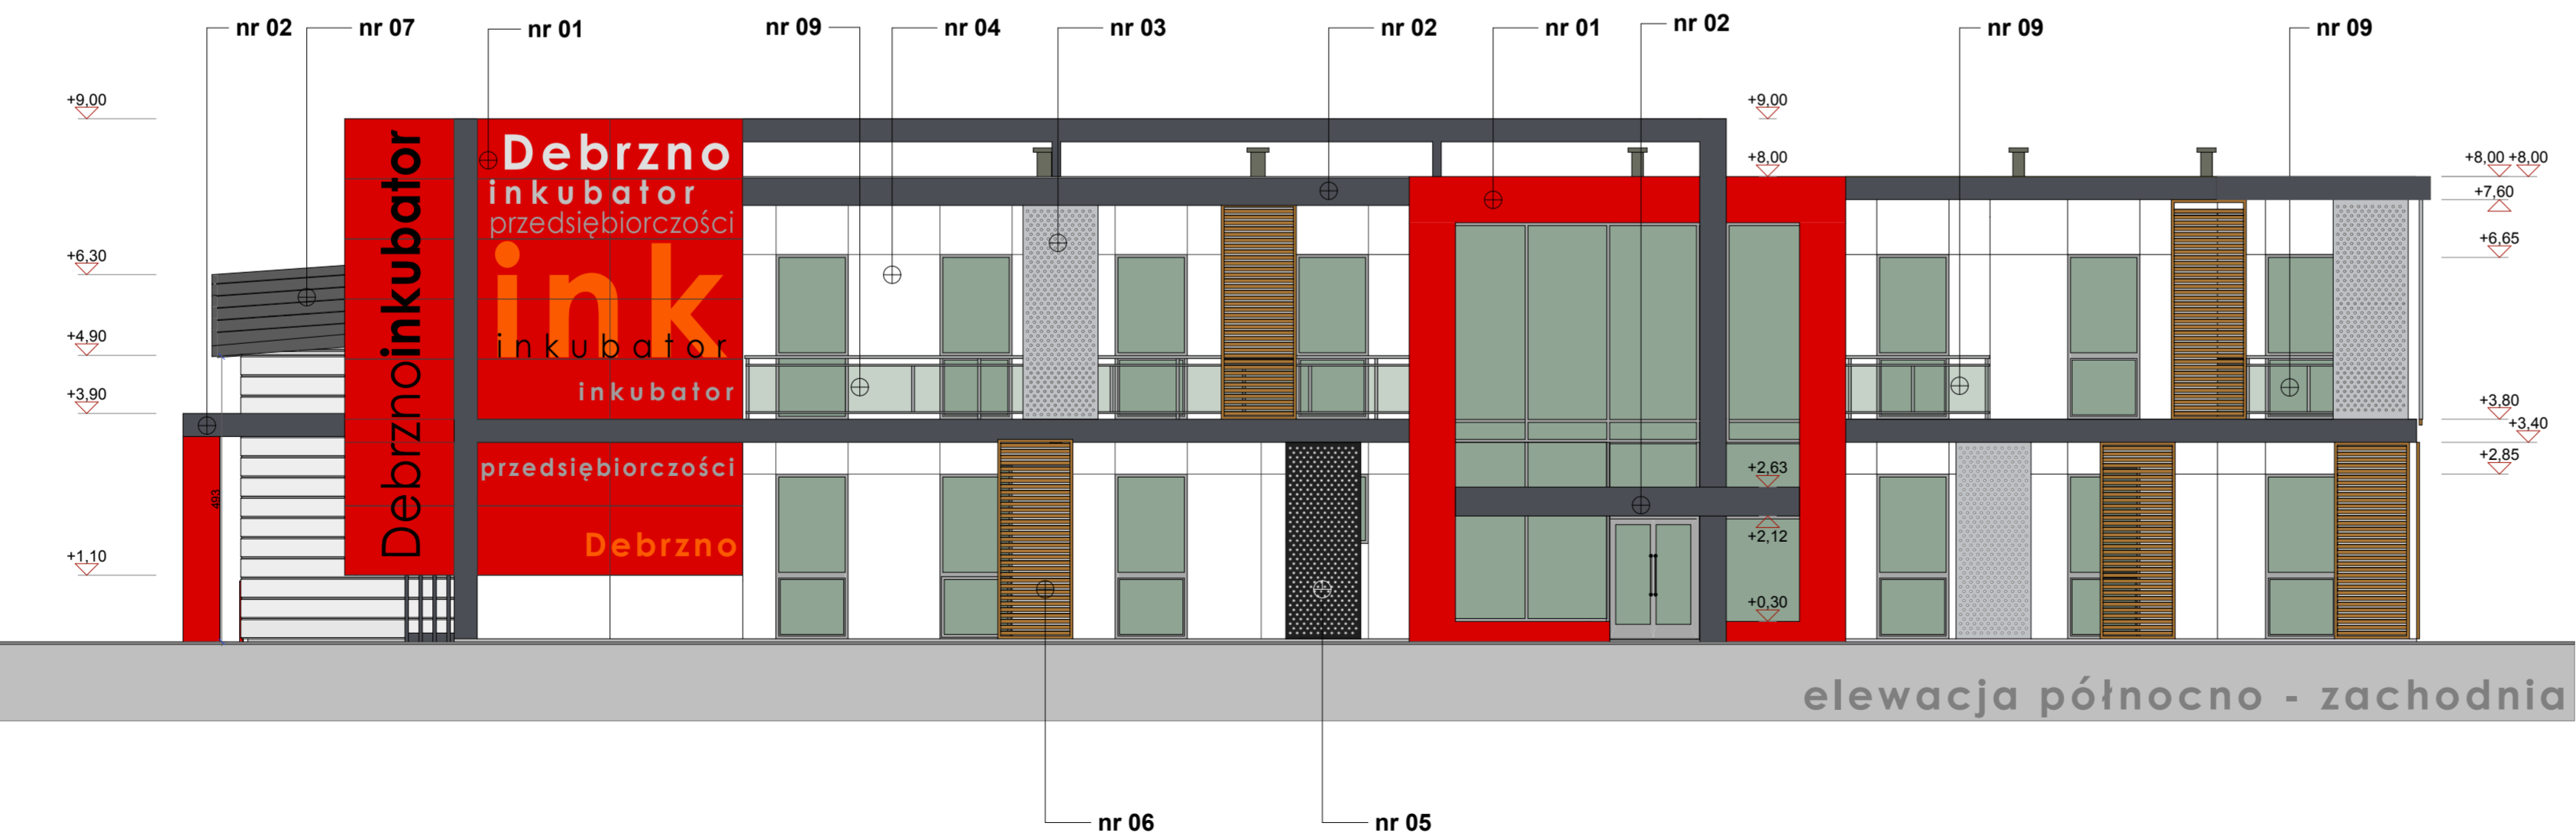 nr 02
nr 07
nr 01
nr 09
nr 04
nr 03
nr 02
nr 01
nr 02
nr 09
nr 09
+9,00
+6,30
+4,90
+3,90
+1,10
493
Debrznoinkubator
Debrzno
inkubator
przedsiębiorczości
ink
inkubator
inkubator
przedsiębiorczości
Debrzno
+9,00
+8,00
+2,63
+2,12
+0,30
+8,00 +8,00
+7,60
+6,65
+3,80
+3,40
+2,85
elewacja północno - zachodnia
nr 06
nr 05